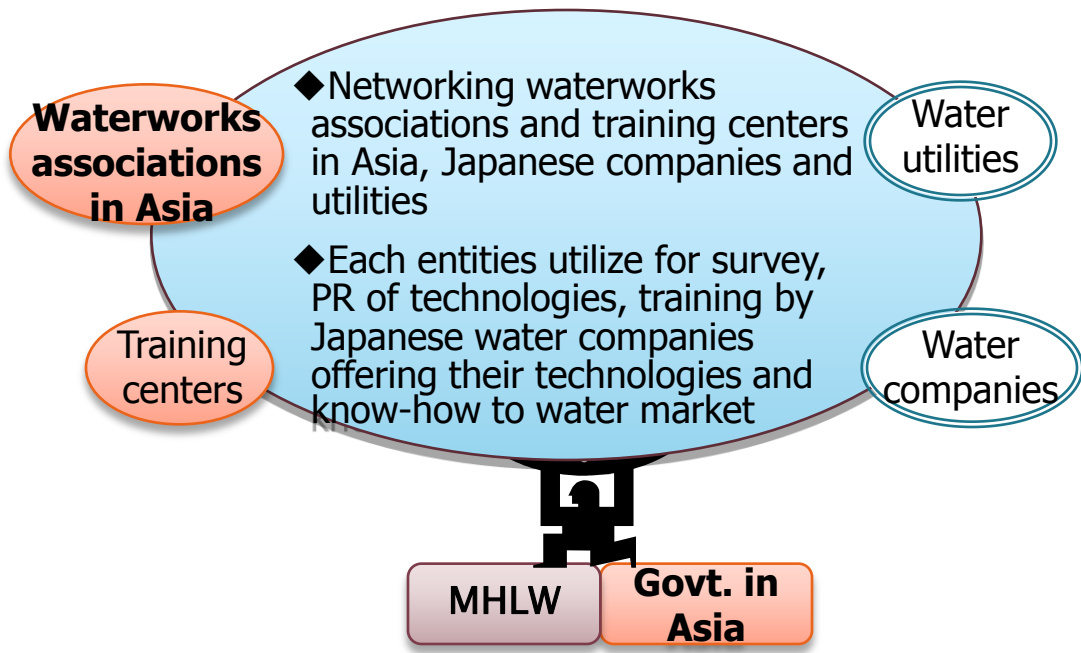 Waterworks
associations
in Asia
Training
centers
◆Networking waterworks
associations and training centers
in Asia, Japanese companies and
utilities
◆Each entities utilize for survey,
PR of technologies, training by
Japanese water companies
offering their technologies and
know-how to water market
Water
utilities
Water
companies
MHLW
Govt. in
Asia